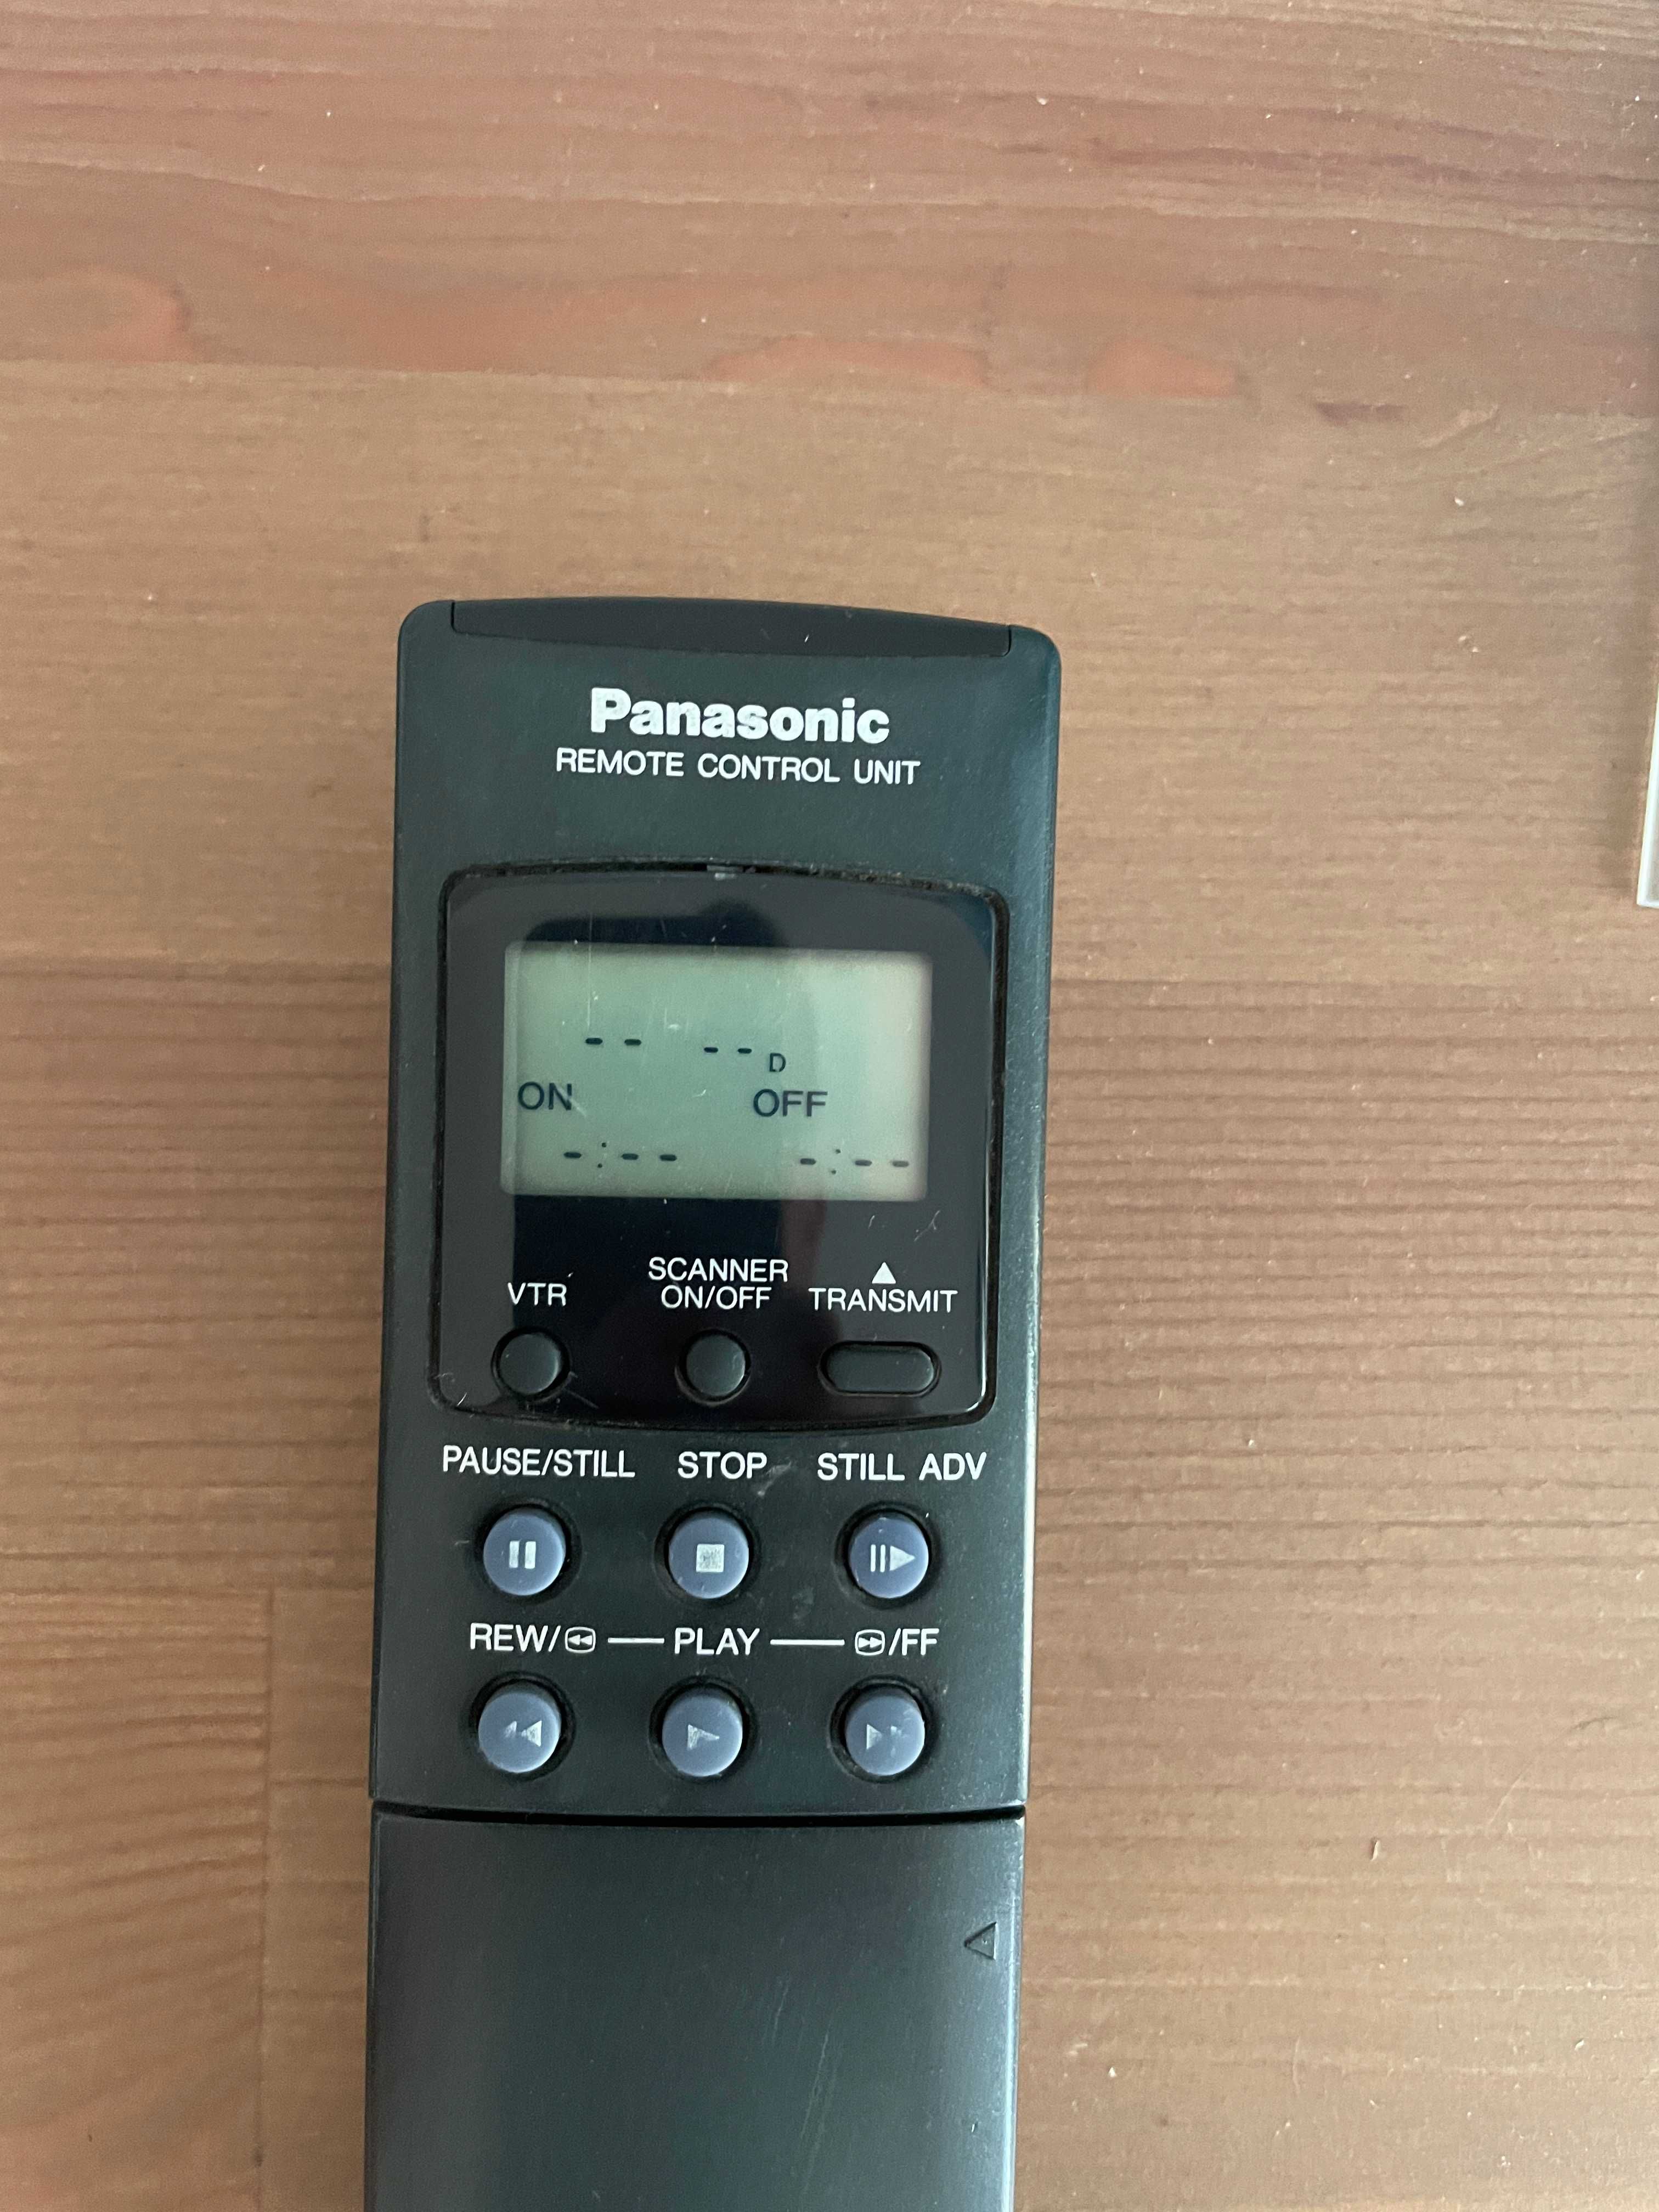 Panasonic
REMOTE CONTROL UNIT
-- --D
ON OFF
-:-- -:--
VTR SCANNER ON/OFF TRANSMIT
PAUSE/STILL STOP STILL ADV
REW/ PLAY /FF